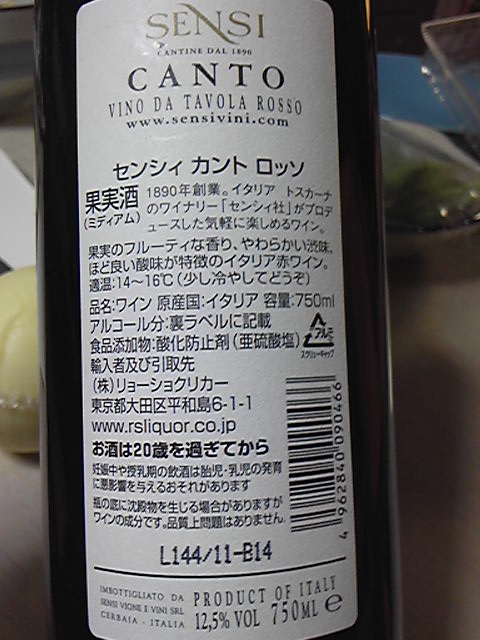 SENSI
CANTINE DAL 1890
CANTO
VINO DA TAVOLA ROSSO
www.sensivini.com
センシィ カント ロッソ
果実酒
(ミディアム)
1890年創業。イタリア トスカーナ
のワイナリー「センシィ社」がプロデ
ュースした気軽に楽しめるワイン。
果実のフルーティな香り、やわらかい渋味、
ほど良い酸味が特徴のイタリア赤ワイン。
適温:14~16℃(少し冷やしてどうぞ)
品名:ワイン 原産国:イタリア 容量:750ml
アルコール分:裏ラベルに記載
食品添加物:酸化防止剤(亜硫酸塩)
アルミ
スクリューキャップ
輸入者及び引取先
(株)リョーショクリカー
東京都大田区平和島6-1-1
www.rsliquor.co.jp
お酒は20歳を過ぎてから
妊娠中や授乳期の飲酒は胎児・乳児の発育
に悪影響を与えるおそれがあります
瓶の底に沈殿物を生じる場合がありますが
ワインの成分です。品質上問題はありません。
4 962840 090466
L144/11-B14
IMBOTTIGLIATO DA
SENSI VIGNE E VINI SRL
CERBAIA - ITALIA
PRODUCT OF ITALY
12,5% VOL 750ML e